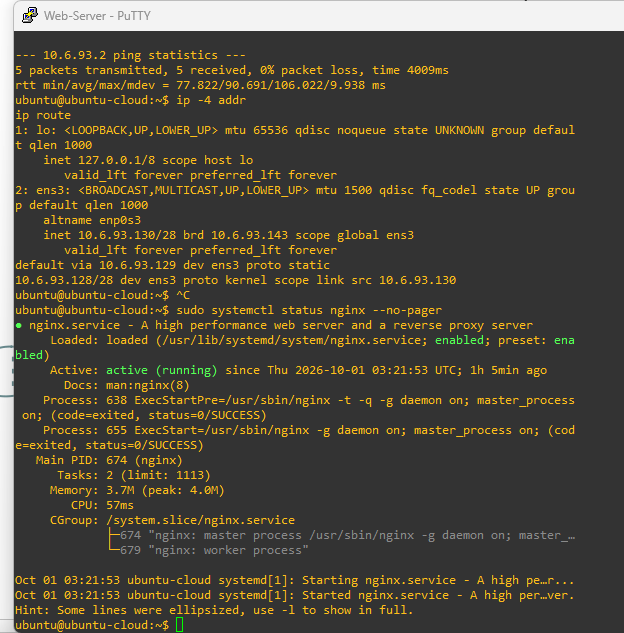 Web-Server - PuTTY
--- 10.6.93.2 ping statistics ---
5 packets transmitted, 5 received, 0% packet loss, time 4009ms
rtt min/avg/max/mdev = 77.822/90.691/106.022/9.938 ms
ubuntu@ubuntu-cloud:~$ ip -4 addr
ip route
1: lo: <LOOPBACK,UP,LOWER_UP> mtu 65536 qdisc noqueue state UNKNOWN group defaul
t qlen 1000
    inet 127.0.0.1/8 scope host lo
       valid_lft forever preferred_lft forever
2: ens3: <BROADCAST,MULTICAST,UP,LOWER_UP> mtu 1500 qdisc fq_codel state UP grou
p default qlen 1000
    altname enp0s3
    inet 10.6.93.130/28 brd 10.6.93.143 scope global ens3
       valid_lft forever preferred_lft forever
default via 10.6.93.129 dev ens3 proto static
10.6.93.128/28 dev ens3 proto kernel scope link src 10.6.93.130
ubuntu@ubuntu-cloud:~$ ^C
ubuntu@ubuntu-cloud:~$ sudo systemctl status nginx --no-pager
● nginx.service - A high performance web server and a reverse proxy server
     Loaded: loaded (/usr/lib/systemd/system/nginx.service; enabled; preset: ena
bled)
     Active: active (running) since Thu 2026-10-01 03:21:53 UTC; 1h 5min ago
       Docs: man:nginx(8)
    Process: 638 ExecStartPre=/usr/sbin/nginx -t -q -g daemon on; master_process
 on; (code=exited, status=0/SUCCESS)
    Process: 655 ExecStart=/usr/sbin/nginx -g daemon on; master_process on; (cod
e=exited, status=0/SUCCESS)
   Main PID: 674 (nginx)
      Tasks: 2 (limit: 1113)
     Memory: 3.7M (peak: 4.0M)
        CPU: 57ms
     CGroup: /system.slice/nginx.service
             ├─674 "nginx: master process /usr/sbin/nginx -g daemon on; master_…
             └─679 "nginx: worker process"
Oct 01 03:21:53 ubuntu-cloud systemd[1]: Starting nginx.service - A high pe…r...
Oct 01 03:21:53 ubuntu-cloud systemd[1]: Started nginx.service - A high per…ver.
Hint: Some lines were ellipsized, use -l to show in full.
ubuntu@ubuntu-cloud:~$